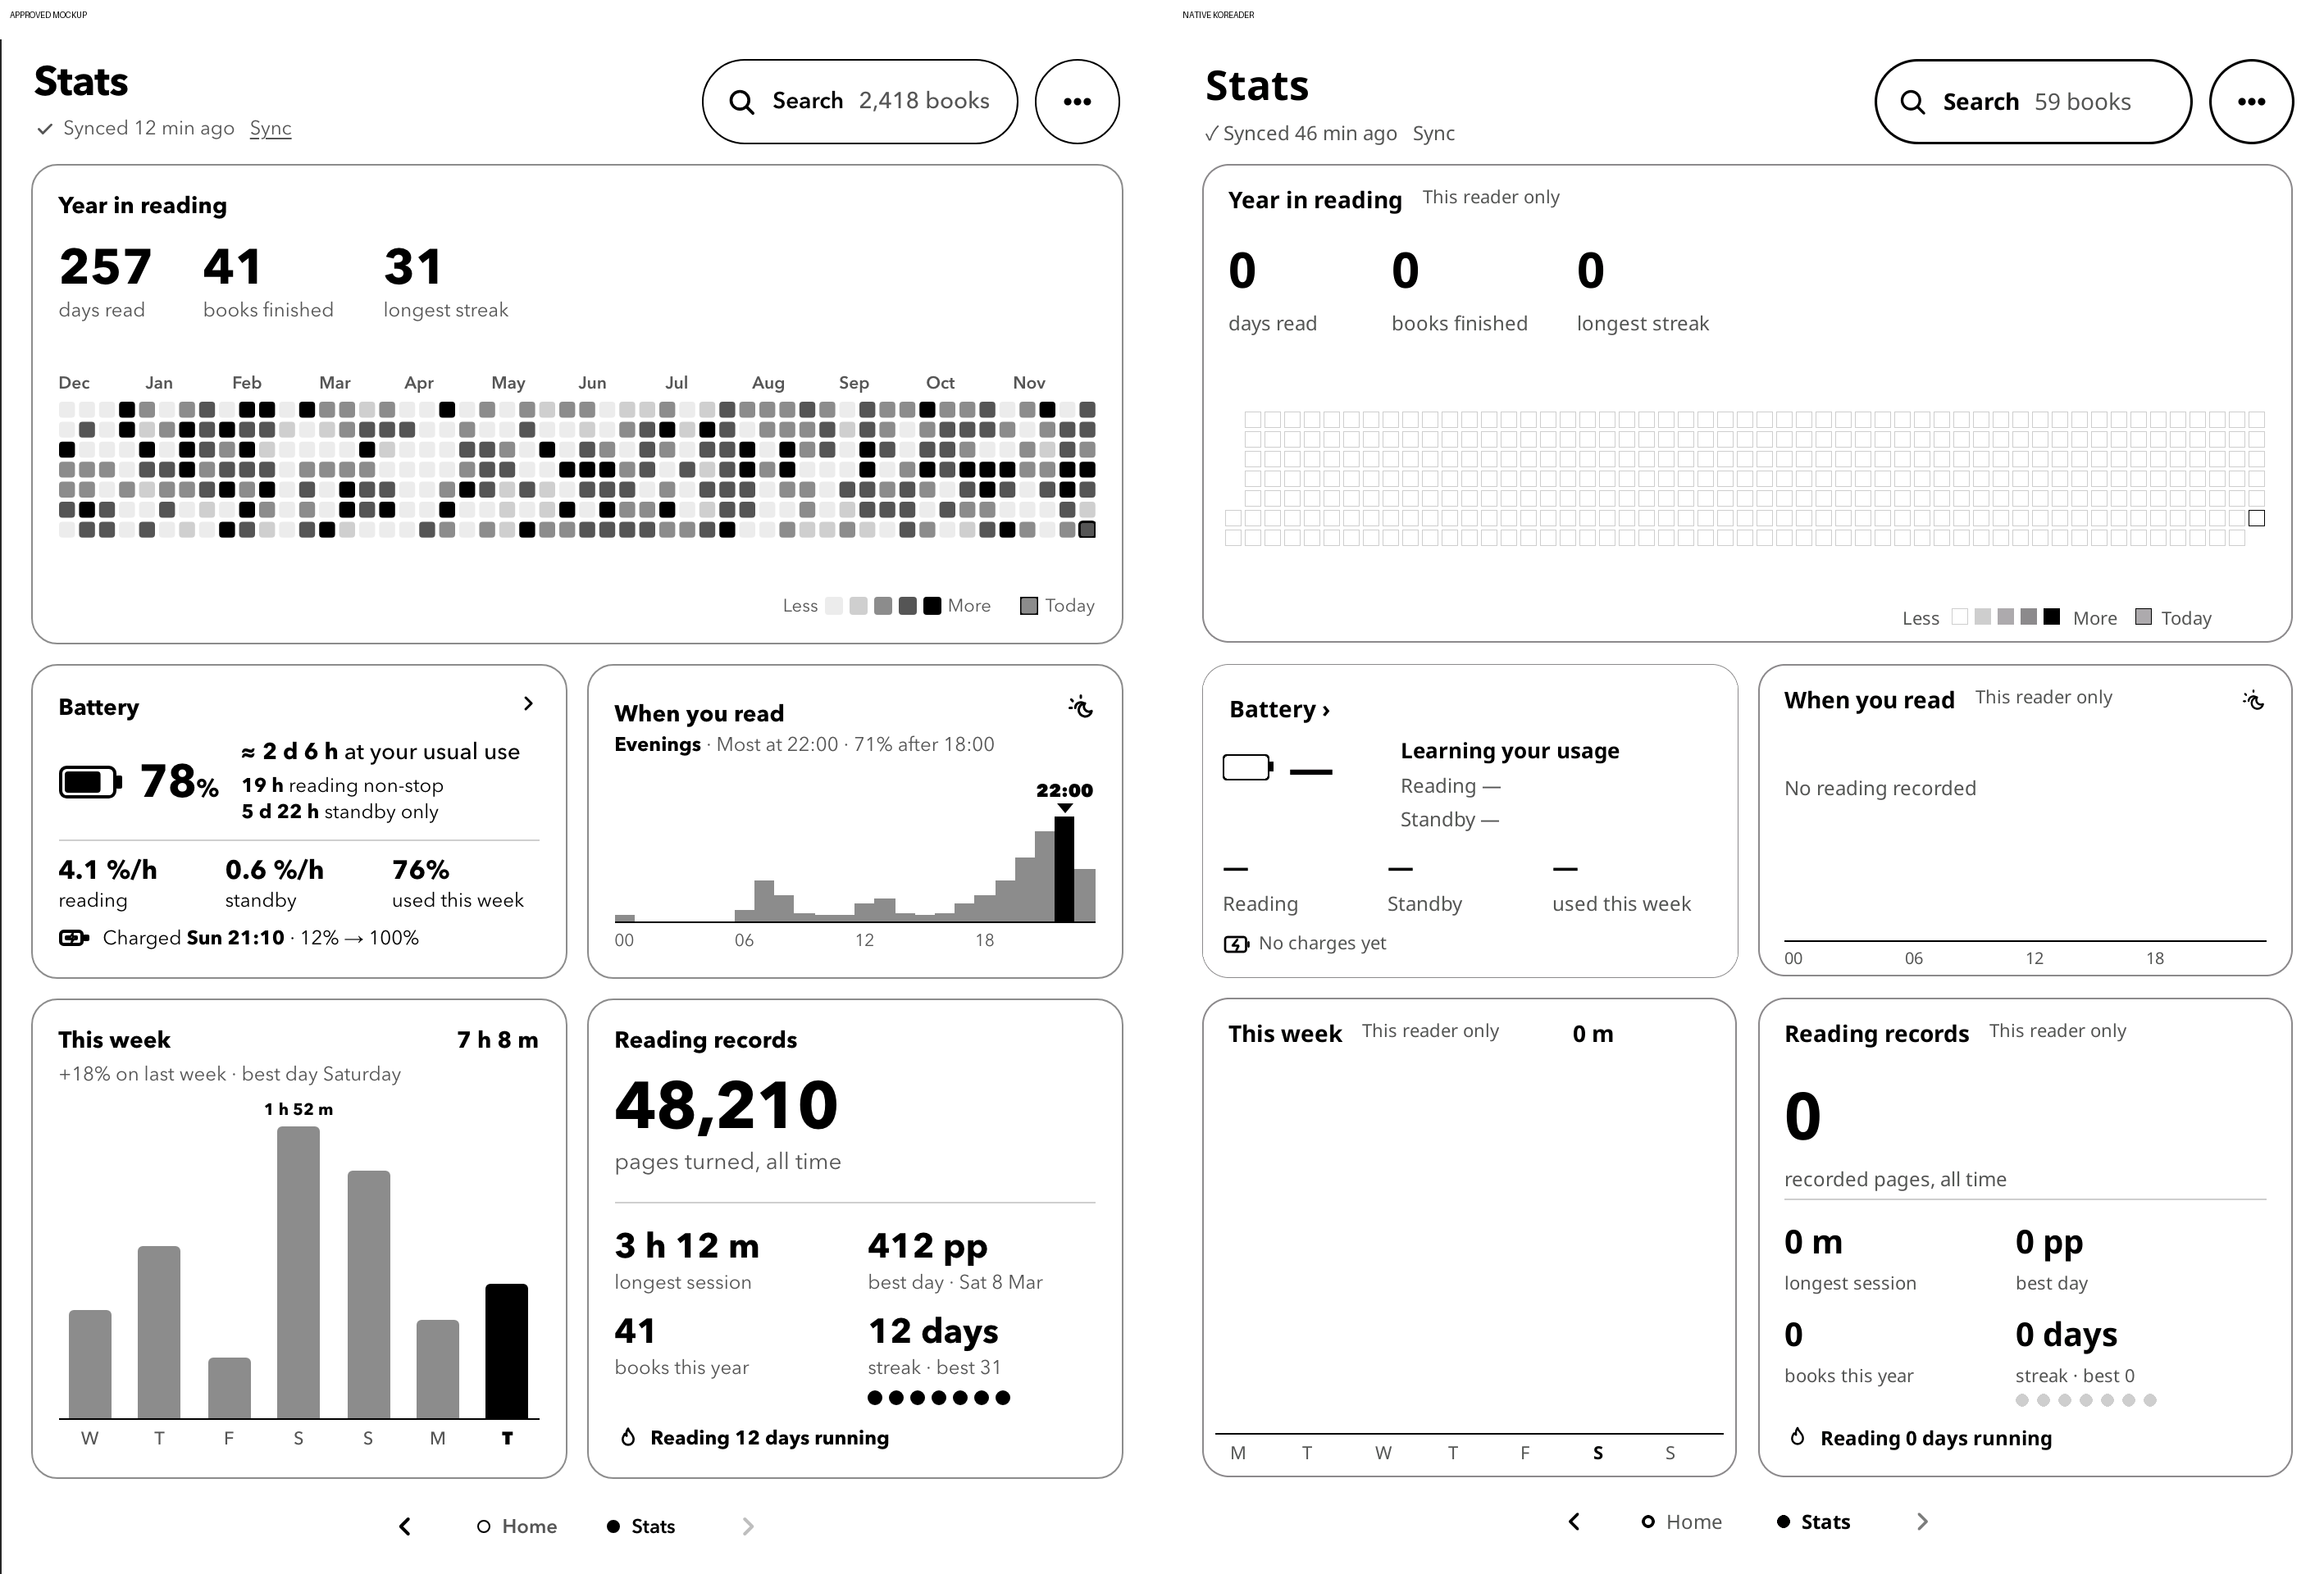 APPROVED MOCKUP
Stats
Synced 12 min ago Sync
Search 2,418 books
Year in reading
257 41 31
days read books finished longest streak
Dec Jan Feb Mar Apr May Jun Jul Aug Sep Oct Nov
Less More Today
Battery
78%
≈ 2 d 6 h at your usual use
19 h reading non-stop
5 d 22 h standby only
4.1 %/h 0.6 %/h 76%
reading standby used this week
Charged Sun 21:10 · 12% → 100%
When you read
Evenings · Most at 22:00 · 71% after 18:00
22:00
00 06 12 18
This week 7 h 8 m
+18% on last week · best day Saturday
1 h 52 m
W T F S S M T
Reading records
48,210
pages turned, all time
3 h 12 m 412 pp
longest session best day · Sat 8 Mar
41 12 days
books this year streak · best 31
Reading 12 days running
Home Stats
NATIVE KOREADER
Stats
✓ Synced 46 min ago Sync
Search 59 books
Year in reading This reader only
0 0 0
days read books finished longest streak
Less More Today
Battery ›
—
Learning your usage
Reading —
Standby —
— — —
Reading Standby used this week
No charges yet
When you read This reader only
No reading recorded
00 06 12 18
This week This reader only 0 m
M T W T F S S
Reading records This reader only
0
recorded pages, all time
0 m 0 pp
longest session best day
0 0 days
books this year streak · best 0
Reading 0 days running
Home Stats